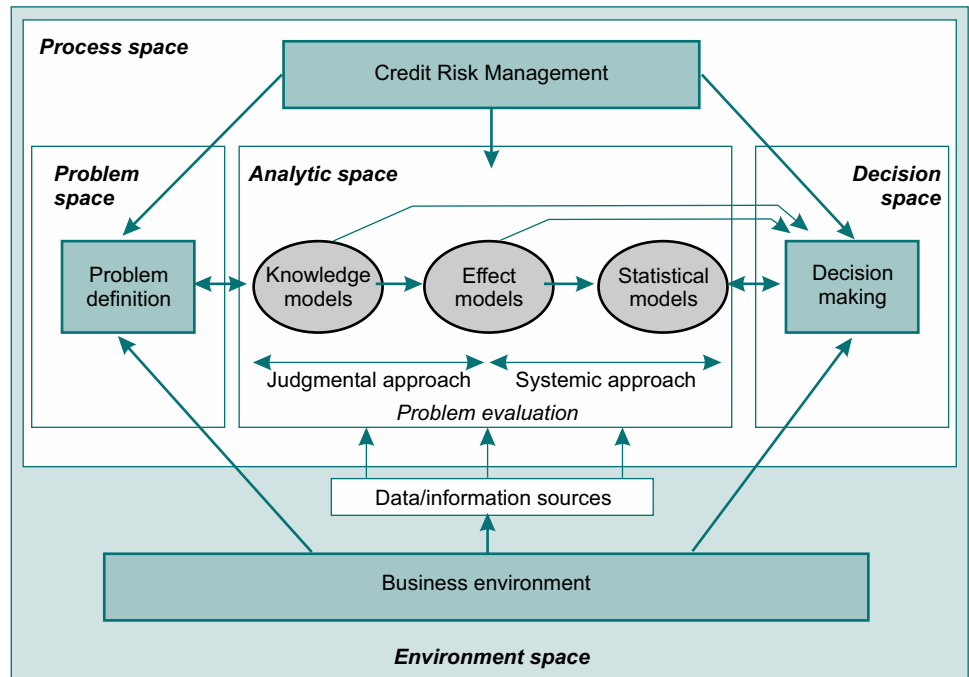 Process space
Credit Risk Management
Problem
space
Analytic space
Decision
space
Problem
definition
Knowledge
models
Effect
models
Statistical
models
Decision
making
Judgmental approach
Systemic approach
Problem evaluation
Data/information sources
Business environment
Environment space